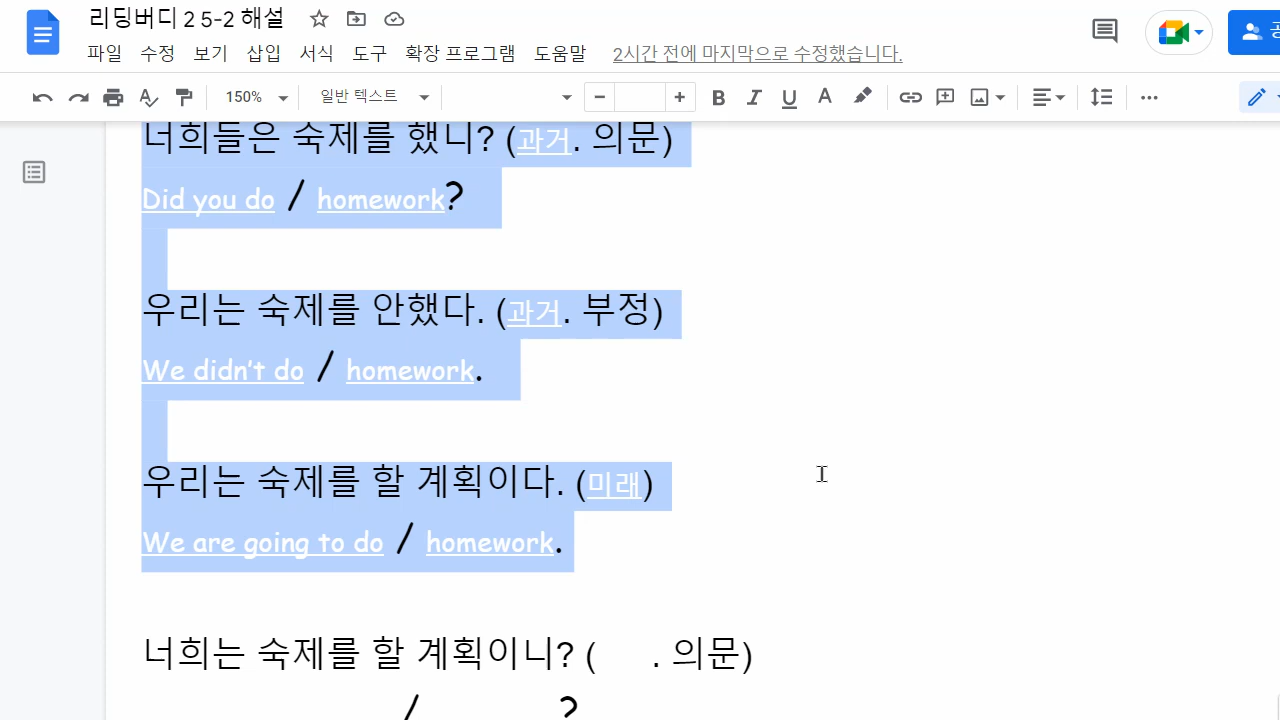 리딩버디 2 5-2 해설
파일 수정 보기 삽입 서식 도구 확장 프로그램 도움말 2시간 전에 마지막으로 수정했습니다.
150% 일반 텍스트 B I U A
너희들은 숙제를 했니? (과거. 의문)
Did you do / homework?
우리는 숙제를 안했다. (과거. 부정)
We didn't do / homework.
우리는 숙제를 할 계획이다. (미래)
We are going to do / homework.
너희는 숙제를 할 계획이니? ( . 의문)
/ ?